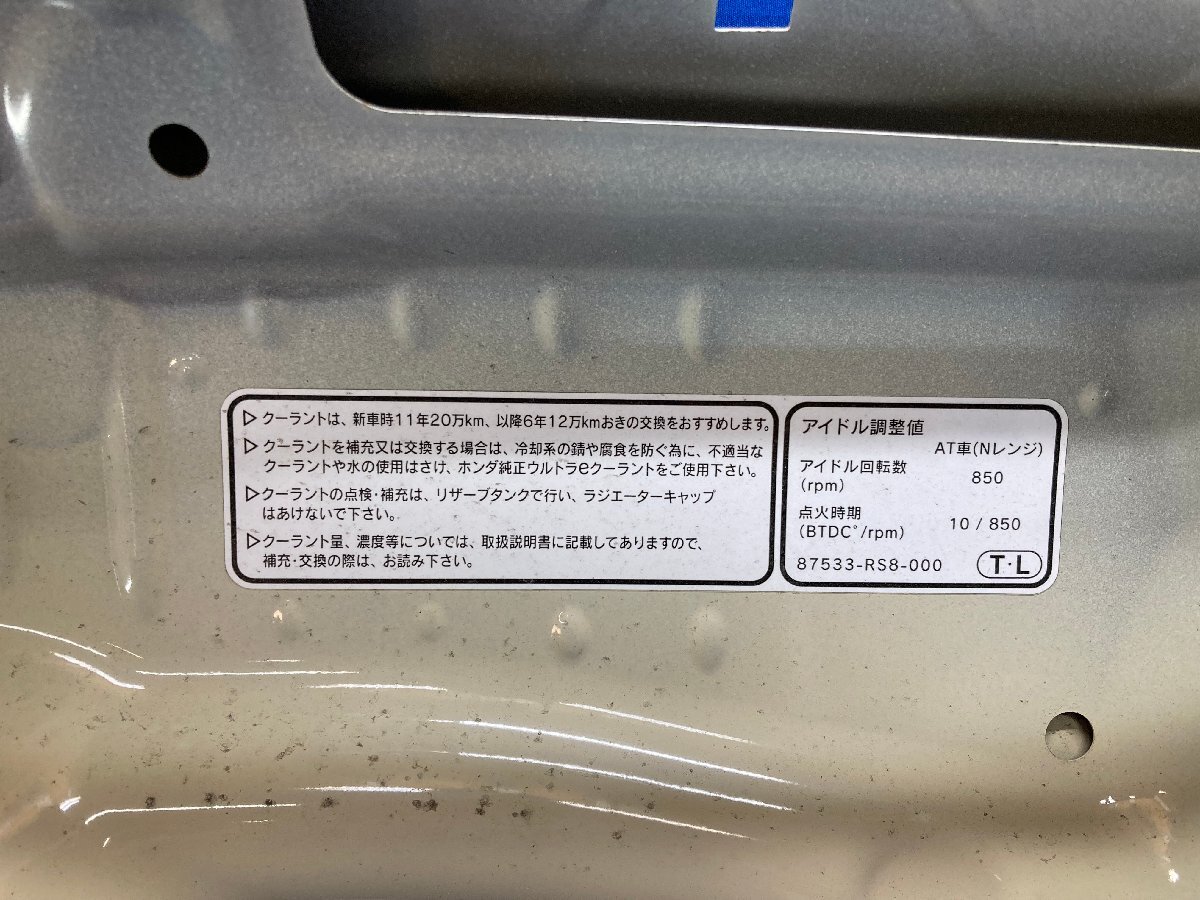 ▷クーラントは、新車時11年20万km、以降6年12万kmおきの交換をおすすめします。
▷クーラントを補充又は交換する場合は、冷却系の錆や腐食を防ぐ為に、不適当な
クーラントや水の使用はさけ、ホンダ純正ウルトラeクーラントをご使用下さい。
▷クーラントの点検・補充は、リザーブタンクで行い、ラジエーターキャップ
はあけないで下さい。
▷クーラント量、濃度等については、取扱説明書に記載してありますので、
補充・交換の際は、お読み下さい。
アイドル調整値
AT車(Nレンジ)
アイドル回転数
(rpm)
850
点火時期
(BTDC°/rpm)
10 / 850
87533-RS8-000
T・L